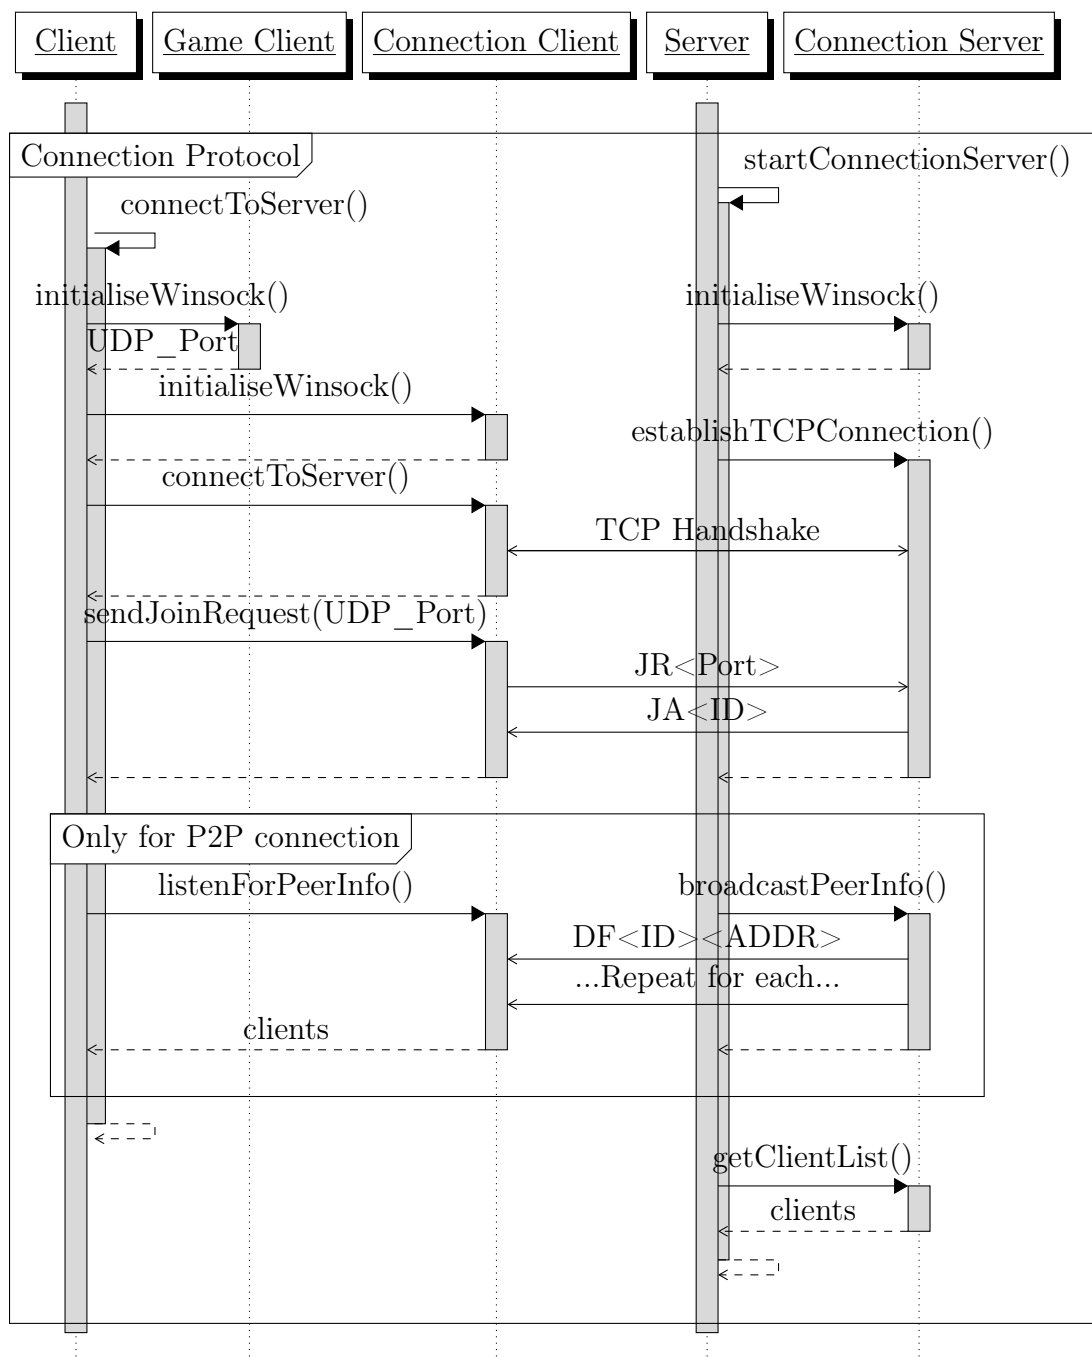 Client
Game Client
Connection Client
Server
Connection Server
Connection Protocol
startConnectionServer()
connectToServer()
initialiseWinsock()
initialiseWinsock()
UDP_Port
initialiseWinsock()
establishTCPConnection()
connectToServer()
TCP Handshake
sendJoinRequest(UDP_Port)
JR<Port>
JA<ID>
Only for P2P connection
listenForPeerInfo()
broadcastPeerInfo()
DF<ID><ADDR>
...Repeat for each...
clients
getClientList()
clients